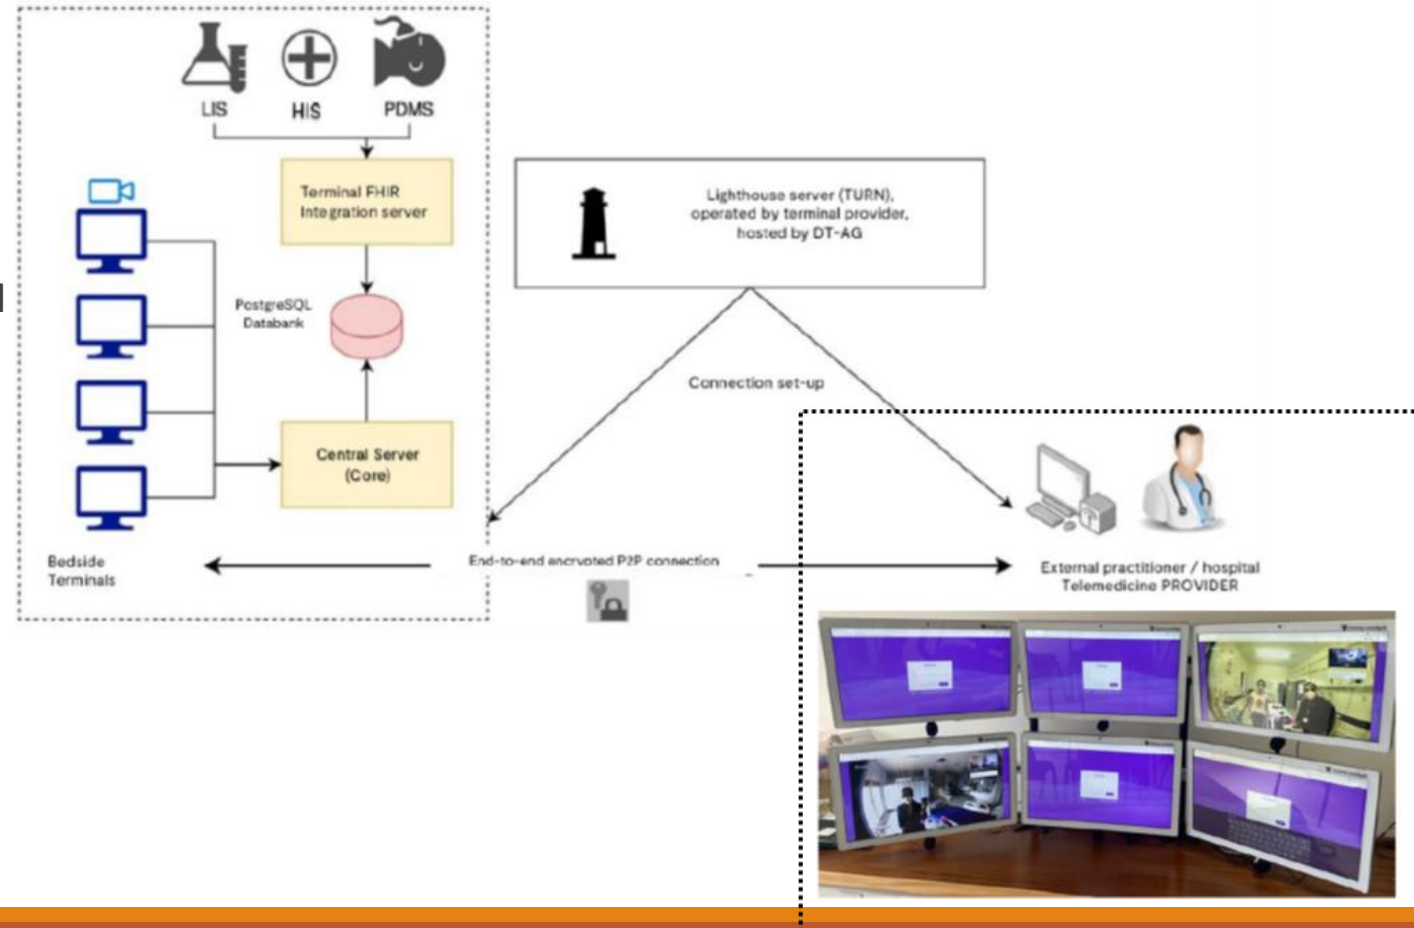 LIS
HIS
PDMS
Terminal FHIR
Integration server
PostgreSQL
Databank
Central Server
(Core)
Bedside
Terminals
Lighthouse server (TURN),
operated by terminal provider,
hosted by DT-AG
Connection set-up
End-to-end encrypted P2P connection
External practitioner / hospital
Telemedicine PROVIDER